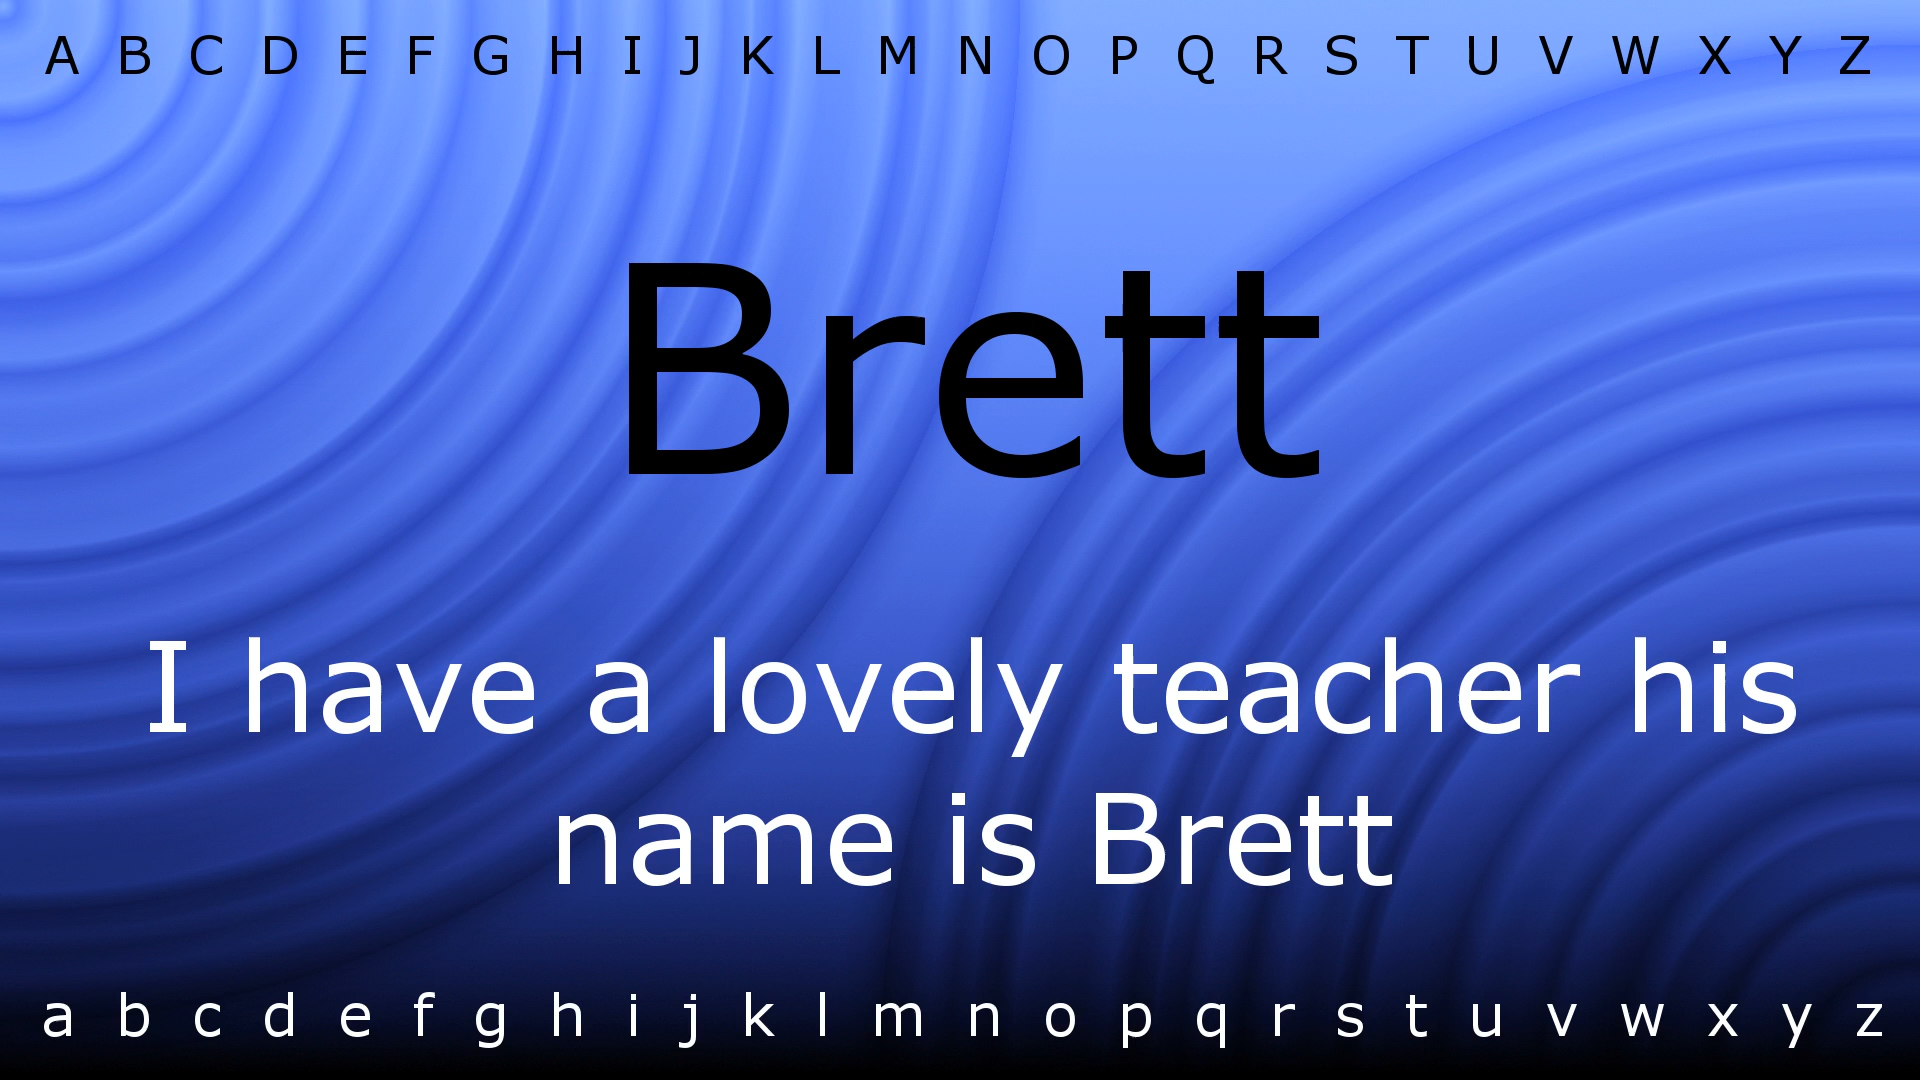 A B C D E F G H I J K L M N O P Q R S T U V W X Y Z
Brett
I have a lovely teacher his
name is Brett
a b c d e f g h i j k l m n o p q r s t u v w x y z